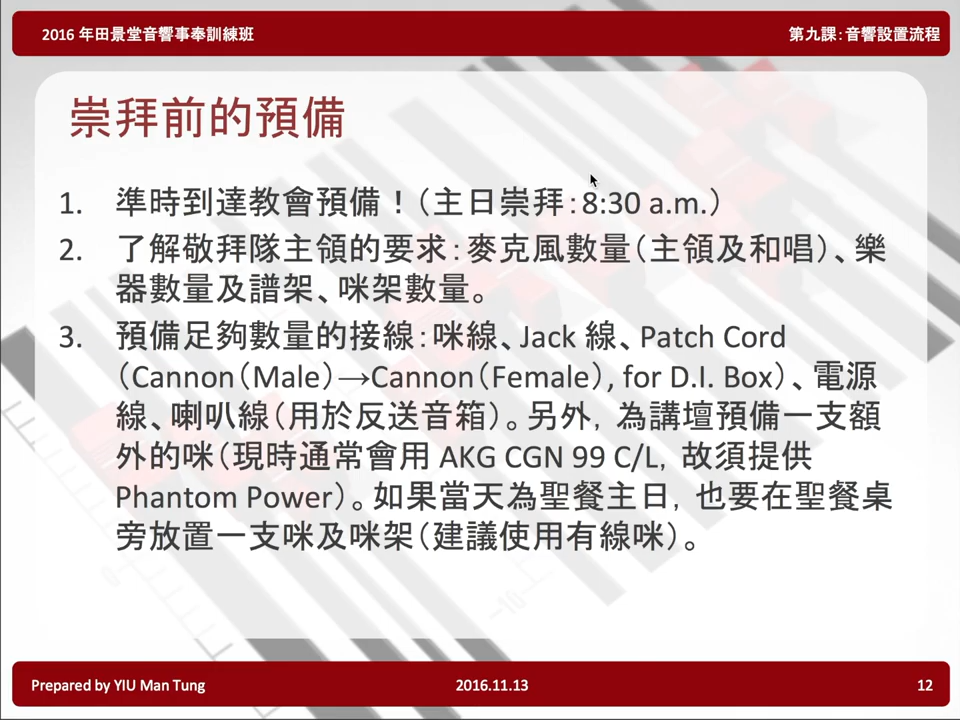 2016 年田景堂音響事奉訓練班
第九課：音響設置流程
崇拜前的預備
1. 準時到達教會預備！（主日崇拜：8:30 a.m.）
2. 了解敬拜隊主領的要求：麥克風數量（主領及和唱）、樂
器數量及譜架、咪架數量。
3. 預備足夠數量的接線：咪線、Jack 線、Patch Cord
（Cannon（Male）→Cannon（Female）, for D.I. Box）、電源
線、喇叭線（用於反送音箱）。另外，為講壇預備一支額
外的咪（現時通常會用 AKG CGN 99 C/L，故須提供
Phantom Power）。如果當天為聖餐主日，也要在聖餐桌
旁放置一支咪及咪架（建議使用有線咪）。
Prepared by YIU Man Tung
2016.11.13
12